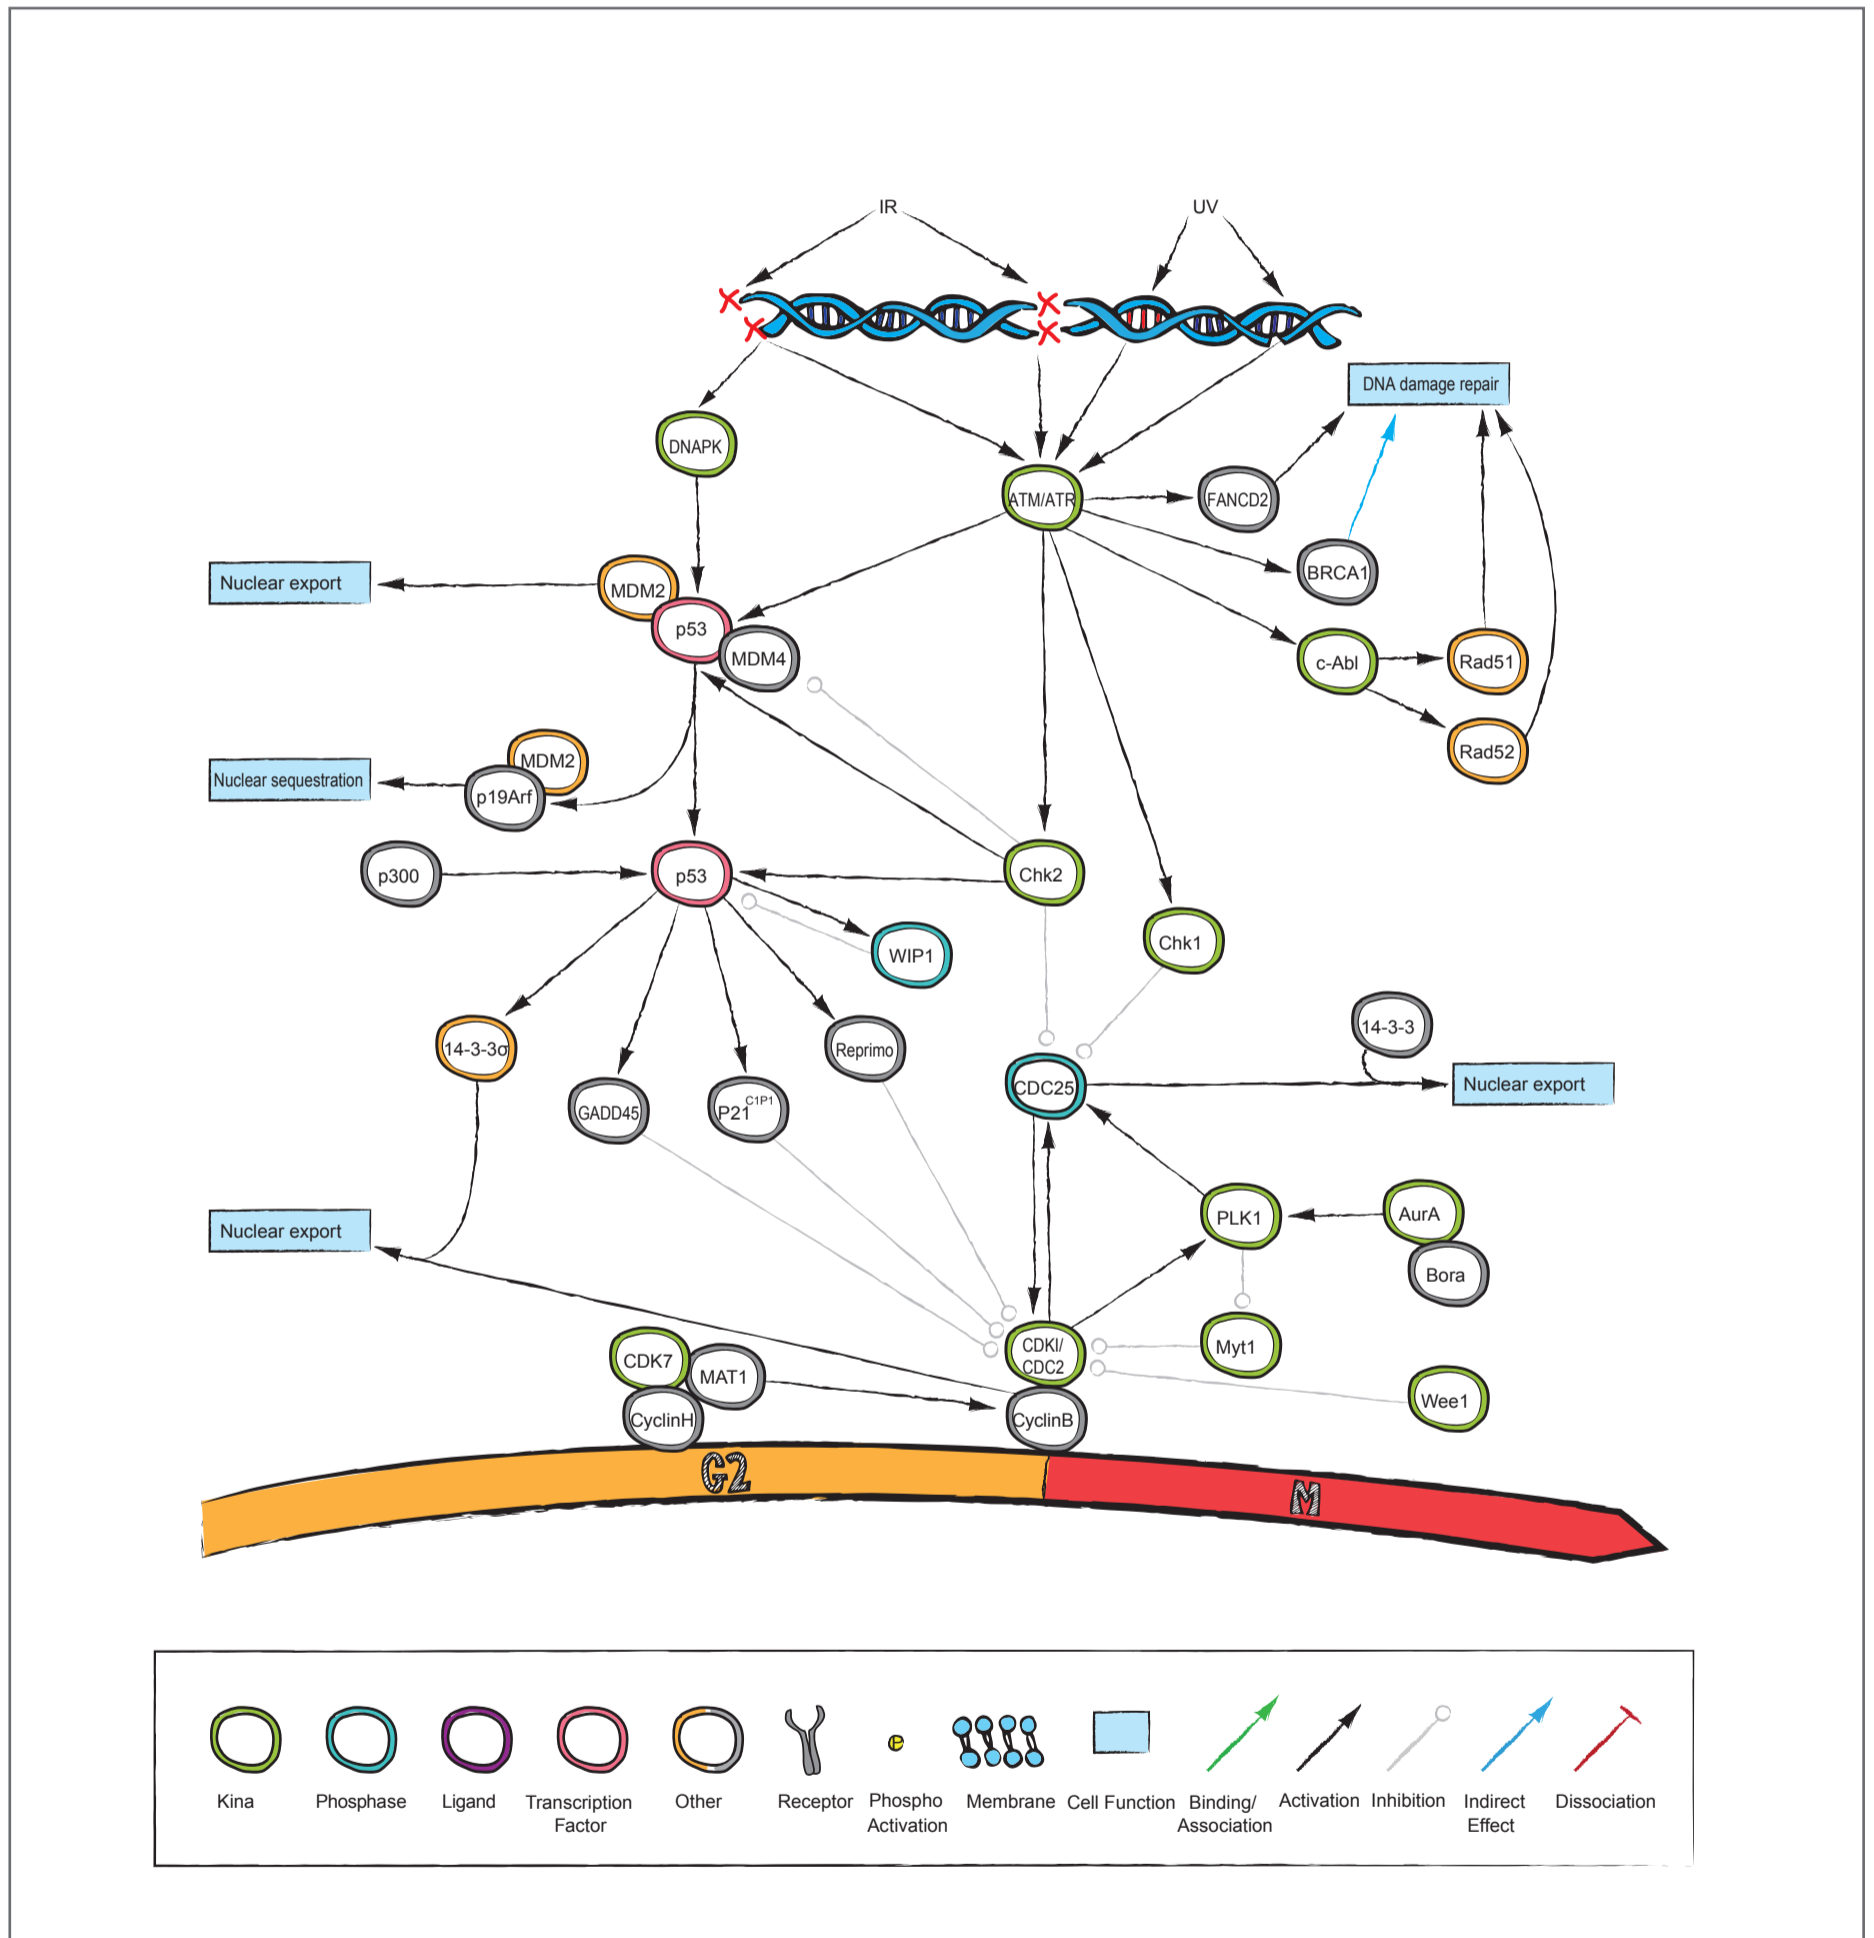 IR
UV
DNA damage repair
DNAPK
ATM/ATR
FANCD2
BRCA1
Nuclear export
MDM2
p53
MDM4
c-Abl
Rad51
Rad52
Nuclear sequestration
MDM2
p19Arf
p300
p53
Chk2
WIP1
Chk1
14-3-3
14-3-3σ
Reprimo
CDC25
Nuclear export
GADD45
P21C1P1
Nuclear export
PLK1
AurA
Bora
CDK7
MAT1
CDKI/
CDC2
Myt1
CyclinH
CyclinB
Wee1
G2
M
Kina
Phosphase
Ligand
Transcription
Factor
Other
Receptor
P
Phospho
Activation
Membrane
Cell Function
Binding/
Association
Activation
Inhibition
Indirect
Effect
Dissociation